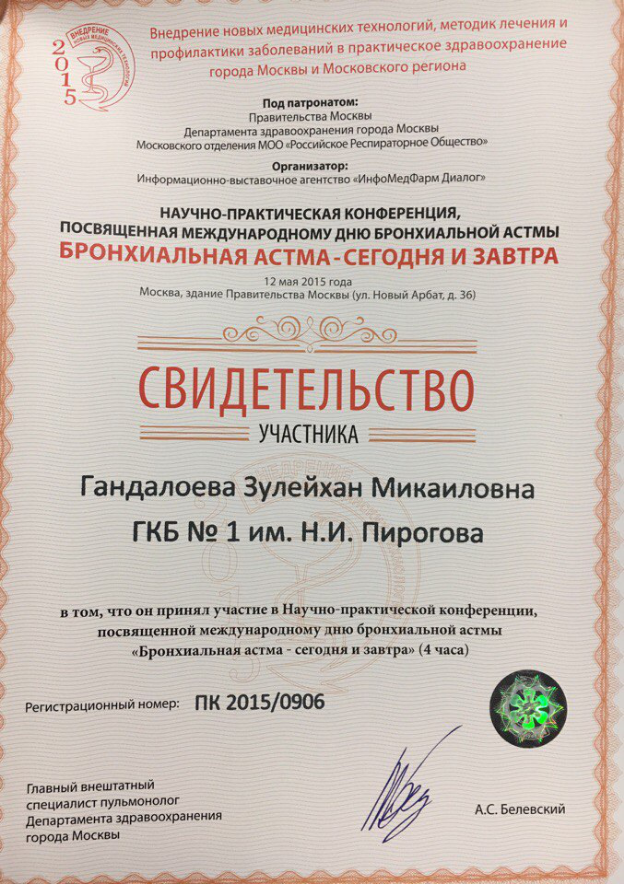 Внедрение новых медицинских технологий, методик лечения и
профилактики заболеваний в практическое здравоохранение
города Москвы и Московского региона
2015
ВНЕДРЕНИЕ
НОВЫХ МЕДИЦИНСКИХ ТЕХНОЛОГИЙ
Под патронатом:
Правительства Москвы
Департамента здравоохранения города Москвы
Московского отделения МОО «Российское Респираторное Общество»
Организатор:
Информационно-выставочное агентство «ИнфоМедФарм Диалог»
НАУЧНО-ПРАКТИЧЕСКАЯ КОНФЕРЕНЦИЯ,
ПОСВЯЩЕННАЯ МЕЖДУНАРОДНОМУ ДНЮ БРОНХИАЛЬНОЙ АСТМЫ
БРОНХИАЛЬНАЯ АСТМА - СЕГОДНЯ И ЗАВТРА
12 мая 2015 года
Москва, здание Правительства Москвы (ул. Новый Арбат, д. 36)
СВИДЕТЕЛЬСТВО
УЧАСТНИКА
Гандалоева Зулейхан Микаиловна
ГКБ № 1 им. Н.И. Пирогова
в том, что он принял участие в Научно-практической конференции,
посвященной международному дню бронхиальной астмы
«Бронхиальная астма - сегодня и завтра» (4 часа)
Регистрационный номер: ПК 2015/0906
Главный внештатный
специалист пульмонолог
Департамента здравоохранения
города Москвы
А.С. Белевский